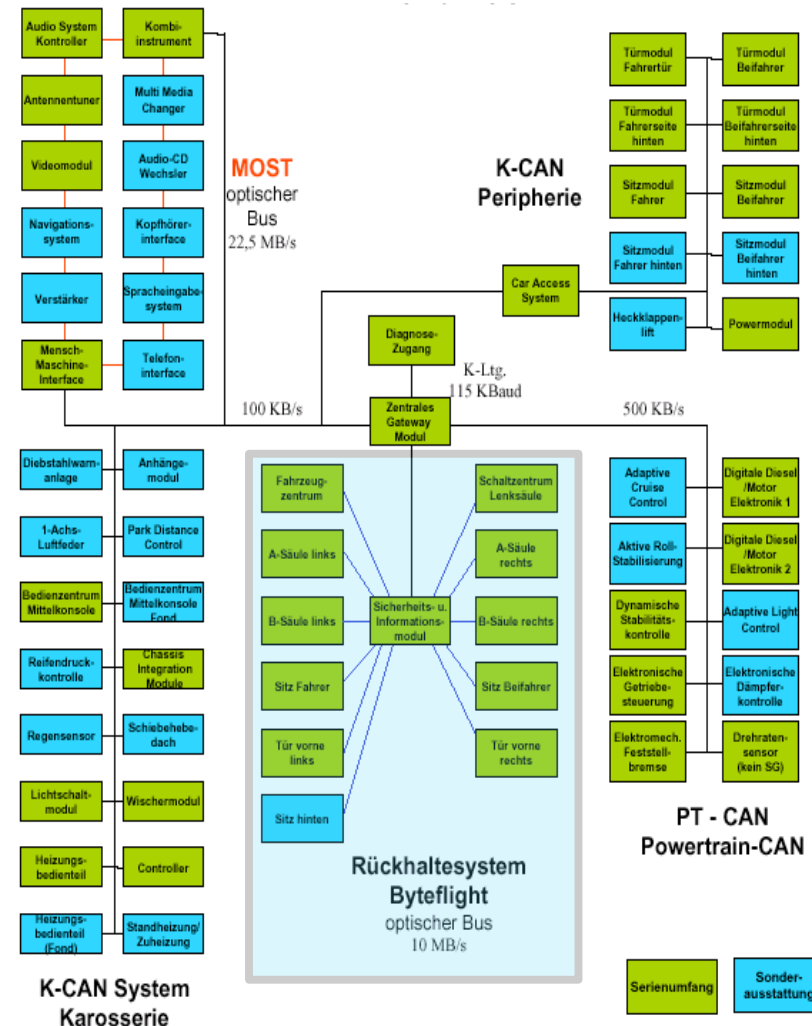 Audio System
Kontroller
Kombi-
instrument
Antennentuner
Multi Media
Changer
Videomodul
Audio-CD
Wechsler
Navigations-
system
Kopfhörer-
interface
Verstärker
Spracheingabe-
system
Mensch-
Maschine-
Interface
Telefon-
interface
MOST
optischer
Bus
22,5 MB/s
K-CAN
Peripherie
Türmodul
Fahrertür
Türmodul
Beifahrer
Türmodul
Fahrerseite
hinten
Türmodul
Beifahrerseite
hinten
Sitzmodul
Fahrer
Sitzmodul
Beifahrer
Sitzmodul
Fahrer hinten
Sitzmodul
Beifahrer
hinten
Heckklappen-
lift
Powermodul
Car Access
System
Diagnose-
Zugang
K-Ltg.
115 KBaud
100 KB/s
Zentrales
Gateway
Modul
500 KB/s
Diebstahlwarn-
anlage
Anhänge-
modul
1-Achs-
Luftfeder
Park Distance
Control
Bedienzentrum
Mittelkonsole
Bedienzentrum
Mittelkonsole
Fond
Reifendruck-
kontrolle
Chassis
Integration
Module
Regensensor
Schiebehebe-
dach
Lichtschalt-
modul
Wischermodul
Heizungs-
bedienteil
Controller
Heizungs-
bedienteil
(Fond)
Standheizung/
Zuheizung
K-CAN System
Karosserie
Fahrzeug-
zentrum
Schaltzentrum
Lenksäule
A-Säule links
A-Säule
rechts
B-Säule links
Sicherheits- u.
Informations-
modul
B-Säule rechts
Sitz Fahrer
Sitz Beifahrer
Tür vorne
links
Tür vorne
rechts
Sitz hinten
Rückhaltesystem
Byteflight
optischer Bus
10 MB/s
Adaptive
Cruise
Control
Digitale Diesel
/Motor
Elektronik 1
Aktive Roll-
Stabilisierung
Digitale Diesel
/Motor
Elektronik 2
Dynamische
Stabilitäts-
kontrolle
Adaptive Light
Control
Elektronische
Getriebe-
steuerung
Elektronische
Dämpfer-
kontrolle
Elektromech.
Feststell-
bremse
Drehraten-
sensor
(kein SG)
PT - CAN
Powertrain-CAN
Serienumfang
Sonder-
ausstattung